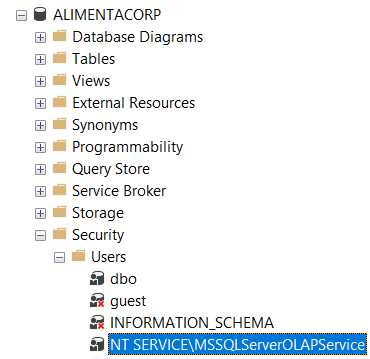 ALIMENTACORP
Database Diagrams
Tables
Views
External Resources
Synonyms
Programmability
Query Store
Service Broker
Storage
Security
Users
dbo
guest
INFORMATION_SCHEMA
NT SERVICE\MSSQLServerOLAPService